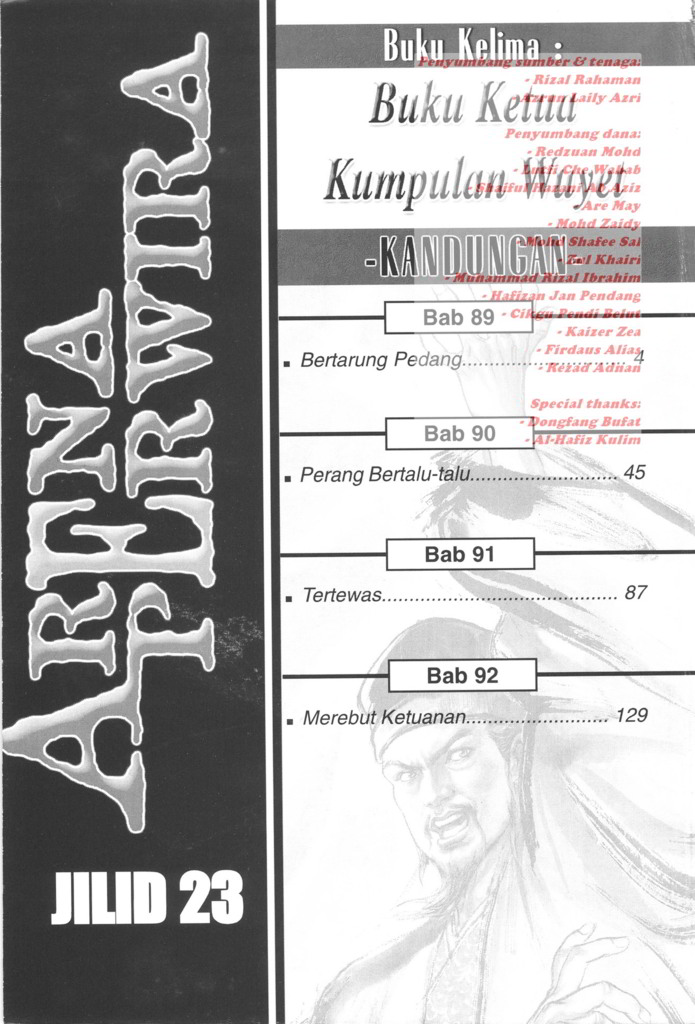 ARENA
PERWIRA
JILID 23
Buku Kelima :
Buku Ketua
Kumpulan Wuyet
-KANDUNGAN-
Bab 89
▪ Bertarung Pedang............................ 4
Bab 90
▪ Perang Bertalu-talu.......................... 45
Bab 91
▪ Tertewas......................................... 87
Bab 92
▪ Merebut Ketuanan......................... 129
Penyumbang sumber & tenaga:
- Rizal Rahaman
- Azrun Laily Azri
Penyumbang dana:
- Redzuan Mohd
- Lutfi Che Wahab
- Shaiful Hazani Ab Aziz
- Are May
- Mohd Zaidy
- Mohd Shafee Sal
- Zul Khairi
- Muhammad Rizal Ibrahim
- Hafizan Jan Pendang
- Cikgu Pendi Belut
- Kaizer Zea
- Firdaus Alias
- Kezad Adnan
Special thanks:
- Dongfang Bufat
- Al-Hafiz Kulim